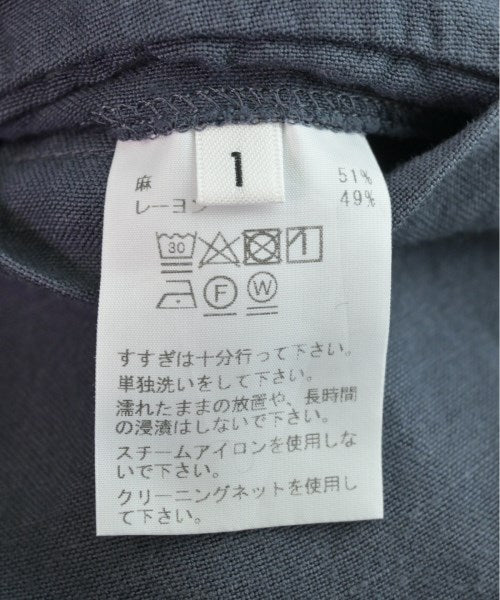 1
麻 51%
レーヨン 49%
30
F W
すすぎは十分行って下さい。
単独洗いをして下さい。
濡れたままの放置や、長時間
の浸漬はしないで下さい。
スチームアイロンを使用しな
いで下さい。
クリーニングネットを使用し
て下さい。